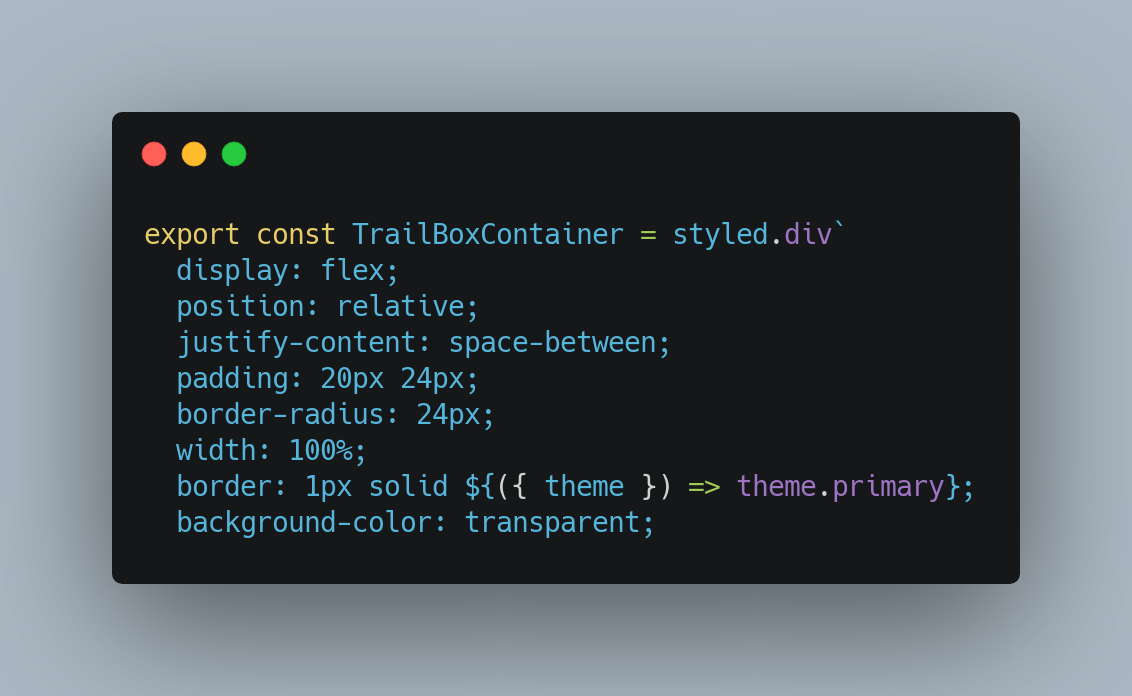 export const TrailBoxContainer = styled.div`
  display: flex;
  position: relative;
  justify-content: space-between;
  padding: 20px 24px;
  border-radius: 24px;
  width: 100%;
  border: 1px solid ${({ theme }) => theme.primary};
  background-color: transparent;